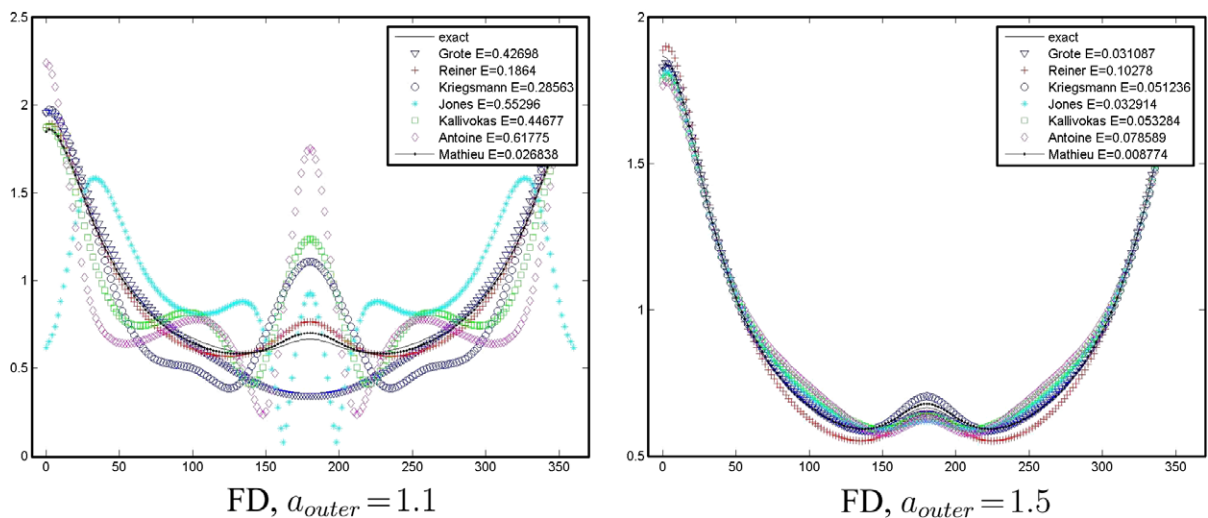 2.5
2
1.5
1
0.5
0
0 50 100 150 200 250 300 350
exact
Grote E=0.42698
Reiner E=0.1864
Kriegsmann E=0.28563
Jones E=0.55296
Kallivokas E=0.44677
Antoine E=0.61775
Mathieu E=0.026838
FD, a_outer = 1.1
2
1.5
1
0.5
0 50 100 150 200 250 300 350
exact
Grote E=0.031087
Reiner E=0.10278
Kriegsmann E=0.051236
Jones E=0.032914
Kallivokas E=0.053284
Antoine E=0.078589
Mathieu E=0.008774
FD, a_outer = 1.5